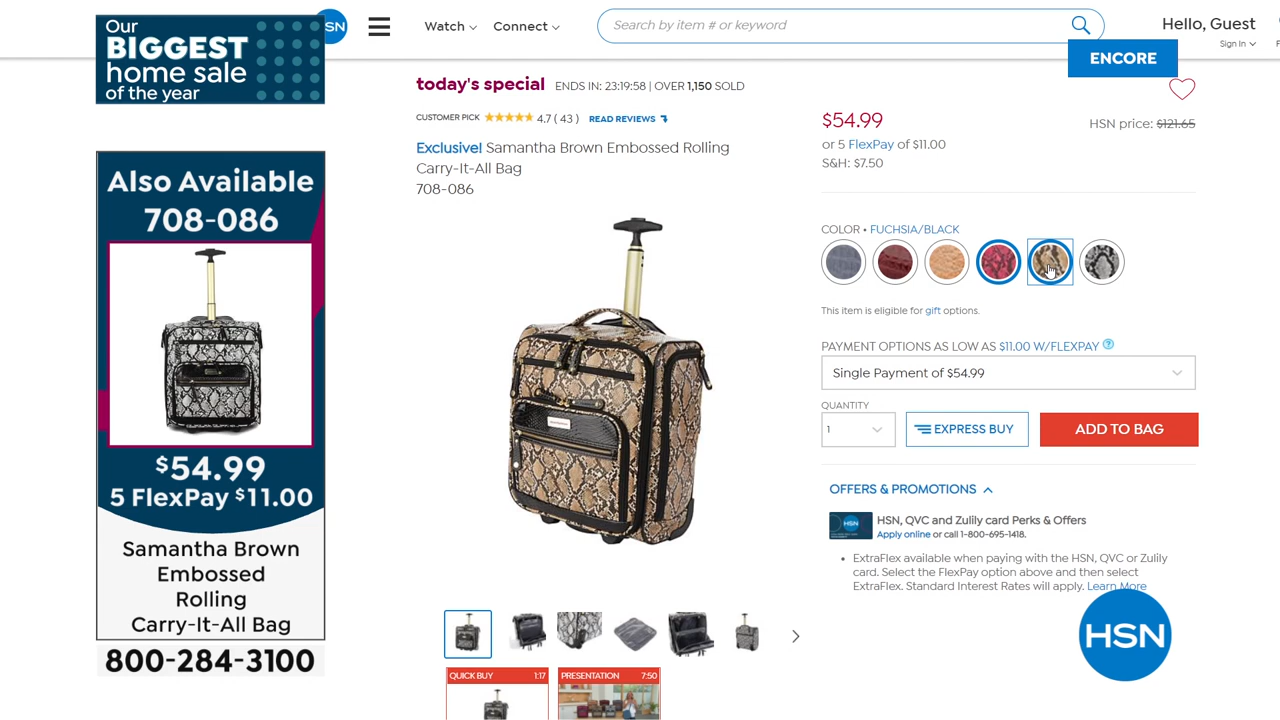 Our
BIGGEST
home sale
of the year
SN
Watch
Connect
Search by item # or keyword
Hello, Guest
Sign In
ENCORE
today's special ENDS IN: 23:19:58 | OVER 1,150 SOLD
CUSTOMER PICK 4.7 ( 43 ) READ REVIEWS
Exclusive! Samantha Brown Embossed Rolling
Carry-It-All Bag
708-086
$54.99
HSN price: $121.65
or 5 FlexPay of $11.00
S&H: $7.50
COLOR • FUCHSIA/BLACK
This item is eligible for gift options.
PAYMENT OPTIONS AS LOW AS $11.00 W/FLEXPAY ?
Single Payment of $54.99
QUANTITY
1
EXPRESS BUY
ADD TO BAG
OFFERS & PROMOTIONS
HSN
HSN, QVC and Zulily card Perks & Offers
Apply online or call 1-800-695-1418.
• ExtraFlex available when paying with the HSN, QVC or Zulily
card. Select the FlexPay option above and then select
ExtraFlex. Standard Interest Rates will apply. Learn More
HSN
QUICK BUY 1:17
PRESENTATION 7:50
Also Available
708-086
$54.99
5 FlexPay $11.00
Samantha Brown
Embossed
Rolling
Carry-It-All Bag
800-284-3100